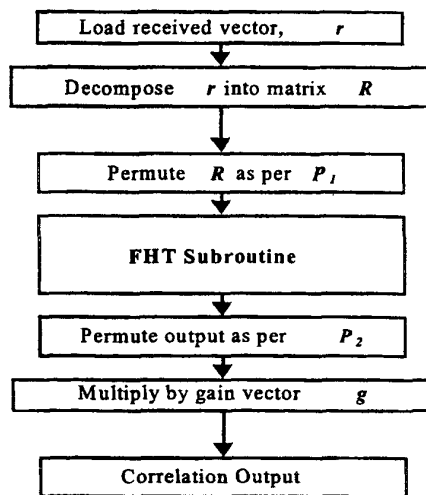 Load received vector, r
Decompose r into matrix R
Permute R as per P1
FHT Subroutine
Permute output as per P2
Multiply by gain vector g
Correlation Output